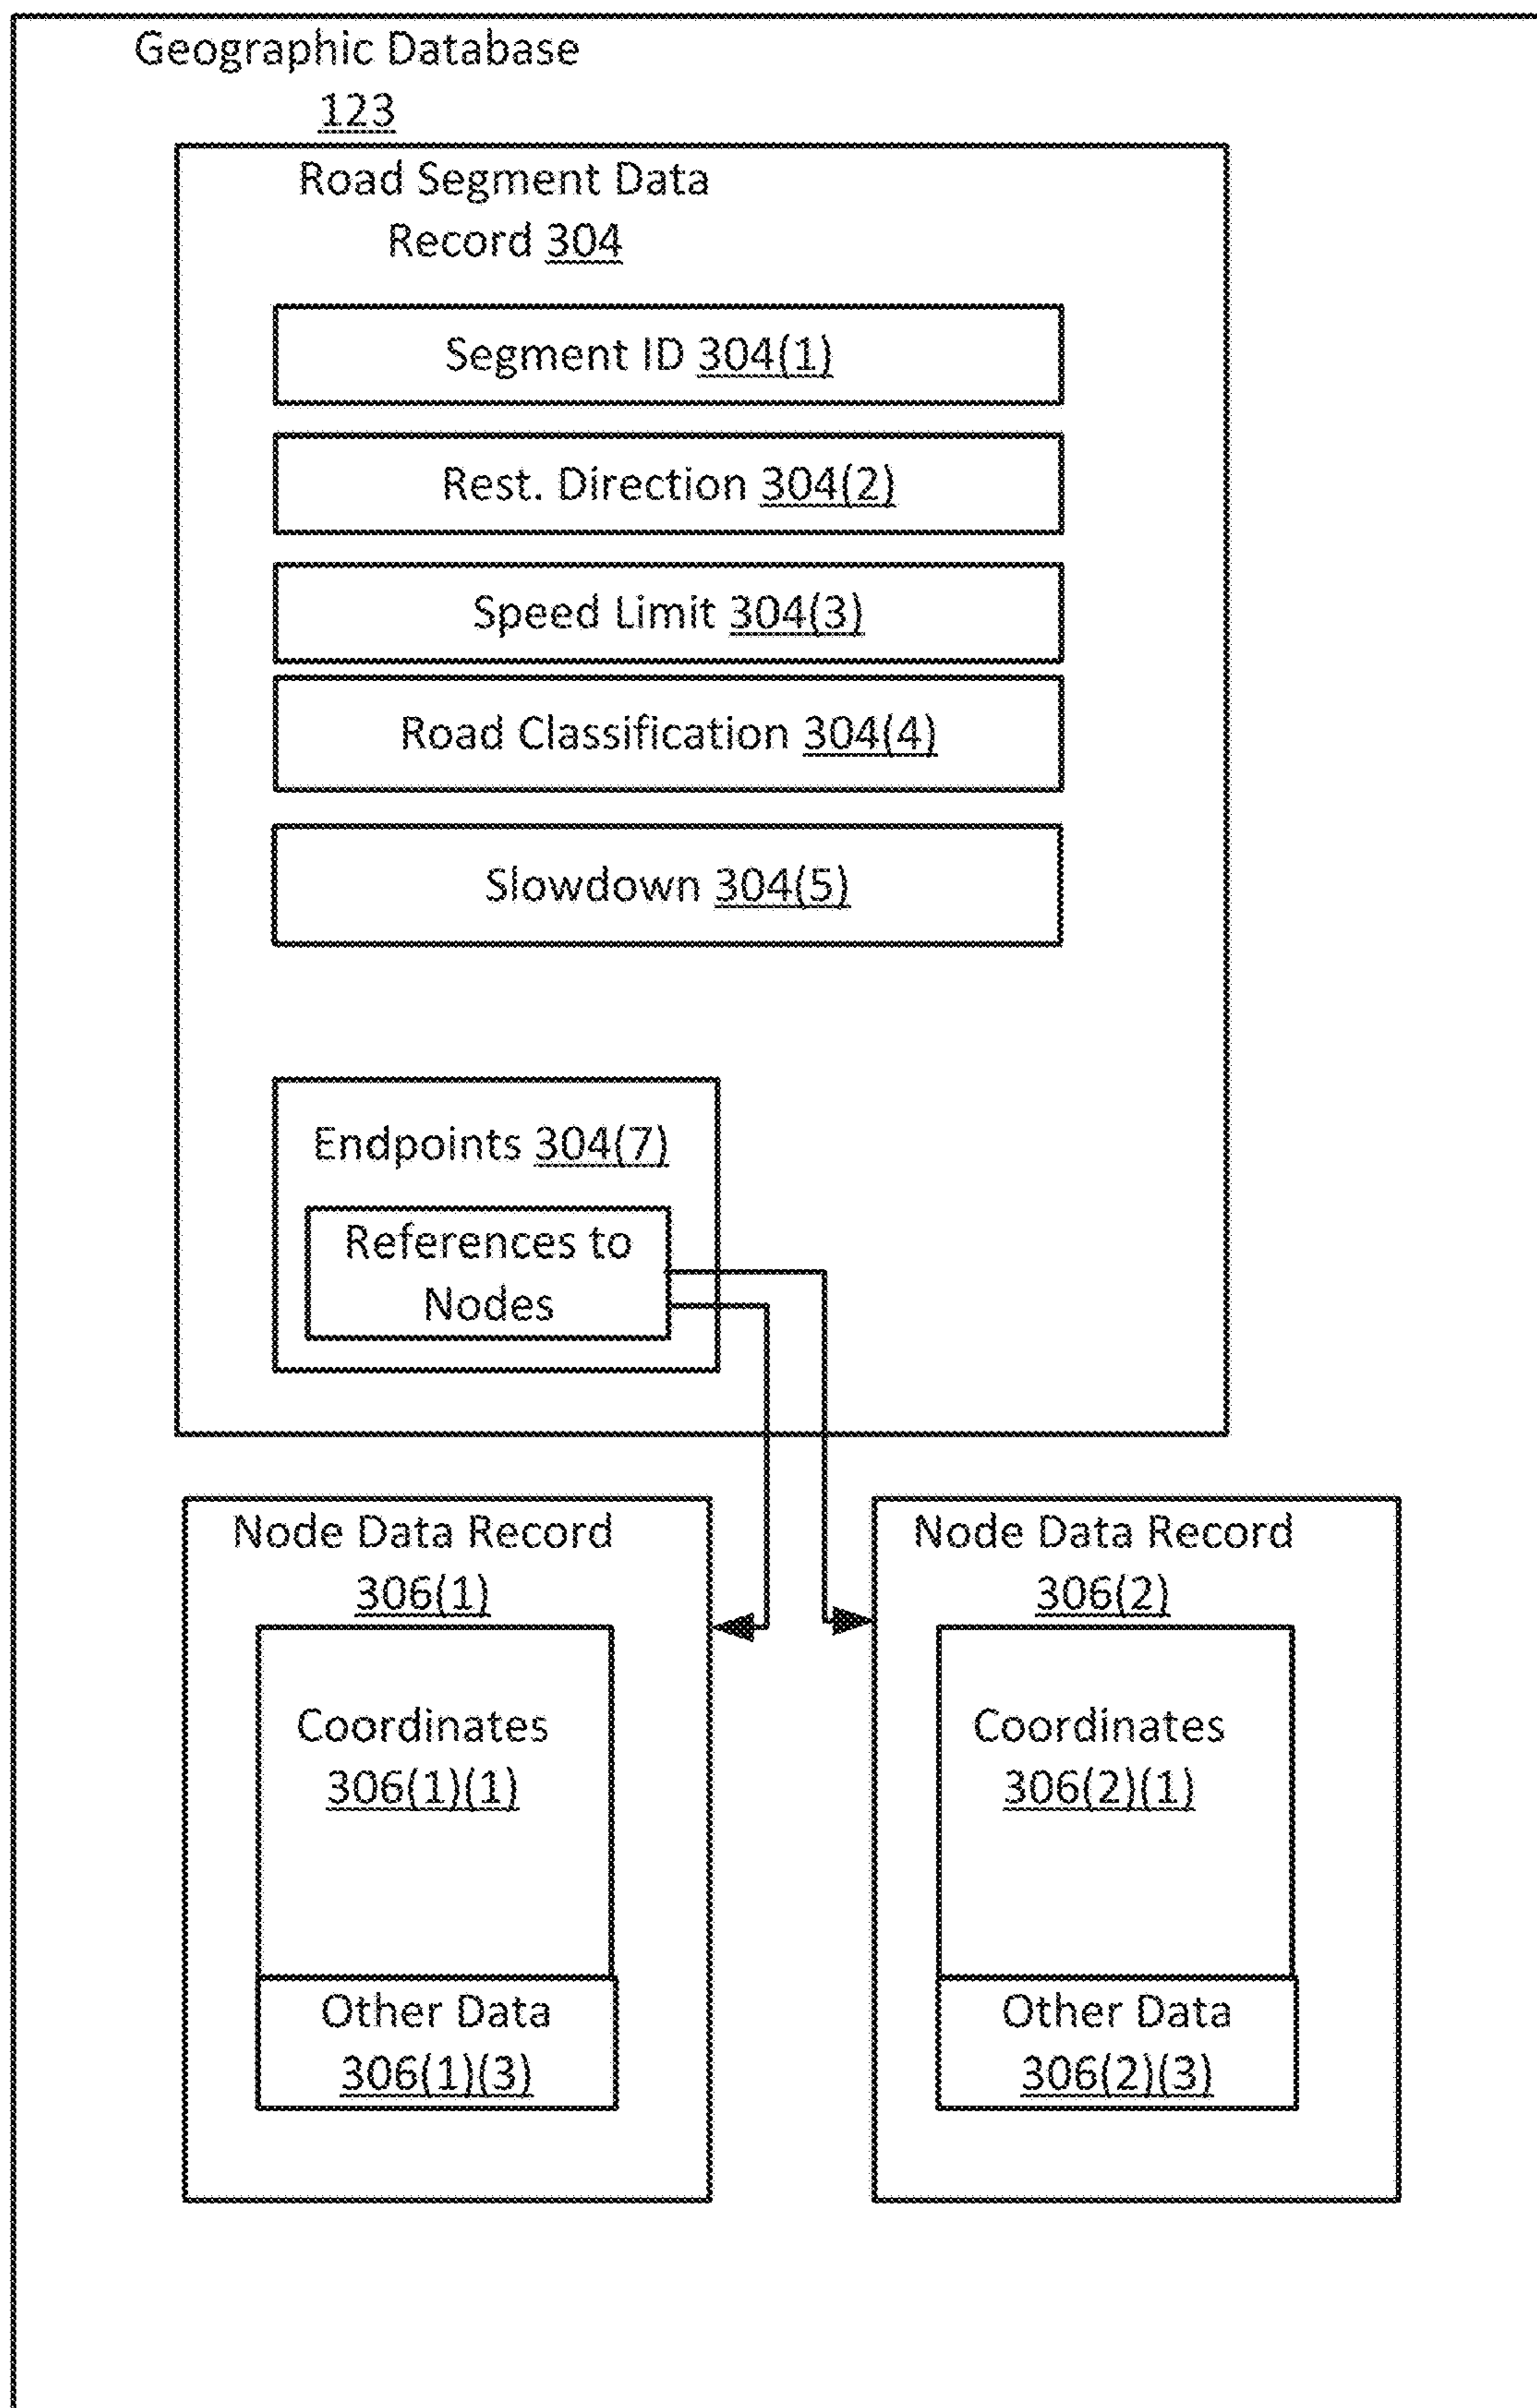 Geographic Database
123
Road Segment Data
Record 304
Segment ID 304(1)
Rest. Direction 304(2)
Speed Limit 304(3)
Road Classification 304(4)
Slowdown 304(5)
Endpoints 304(7)
References to
Nodes
Node Data Record
306(1)
Coordinates
306(1)(1)
Other Data
306(1)(3)
Node Data Record
306(2)
Coordinates
306(2)(1)
Other Data
306(2)(3)